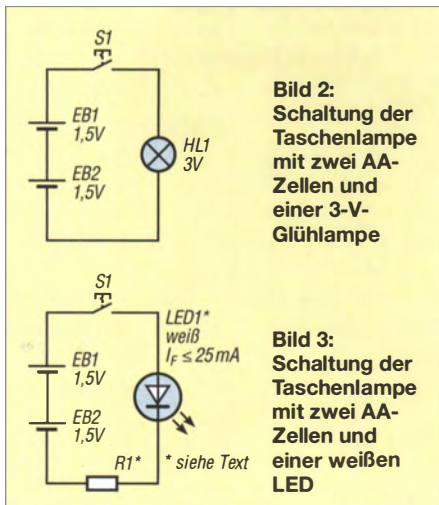 S1
EB1
1,5V
EB2
1,5V
HL1
3V
Bild 2:
Schaltung der
Taschenlampe
mit zwei AA-
Zellen und
einer 3-V-
Glühlampe
S1
LED1*
weiß
I_F ≤ 25 mA
EB1
1,5V
EB2
1,5V
R1*
* siehe Text
Bild 3:
Schaltung der
Taschenlampe
mit zwei AA-
Zellen und
einer weißen
LED